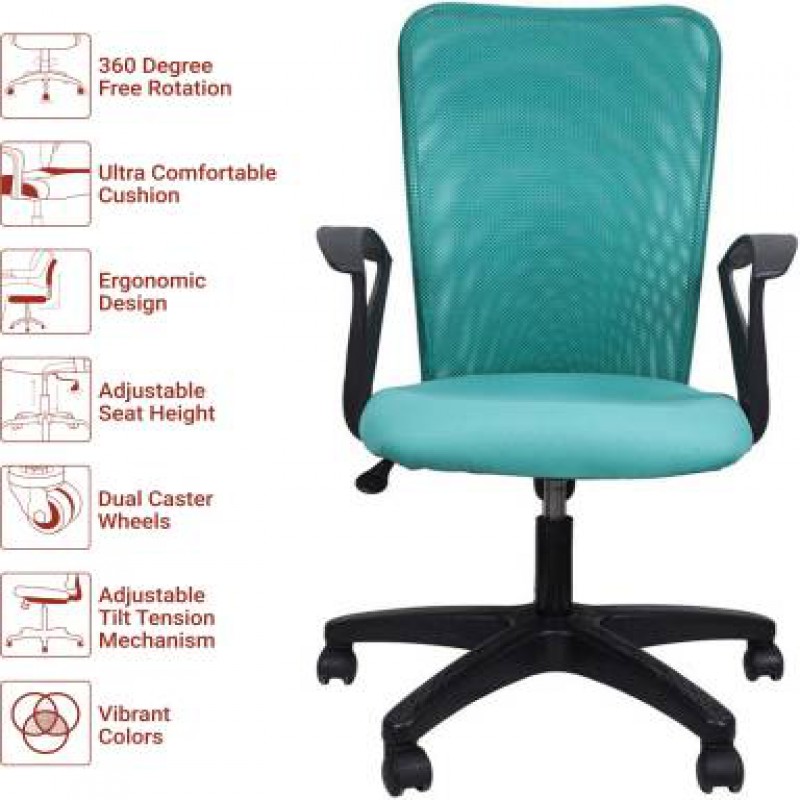 360 Degree
Free Rotation
Ultra Comfortable
Cushion
Ergonomic
Design
Adjustable
Seat Height
Dual Caster
Wheels
Adjustable
Tilt Tension
Mechanism
Vibrant
Colors